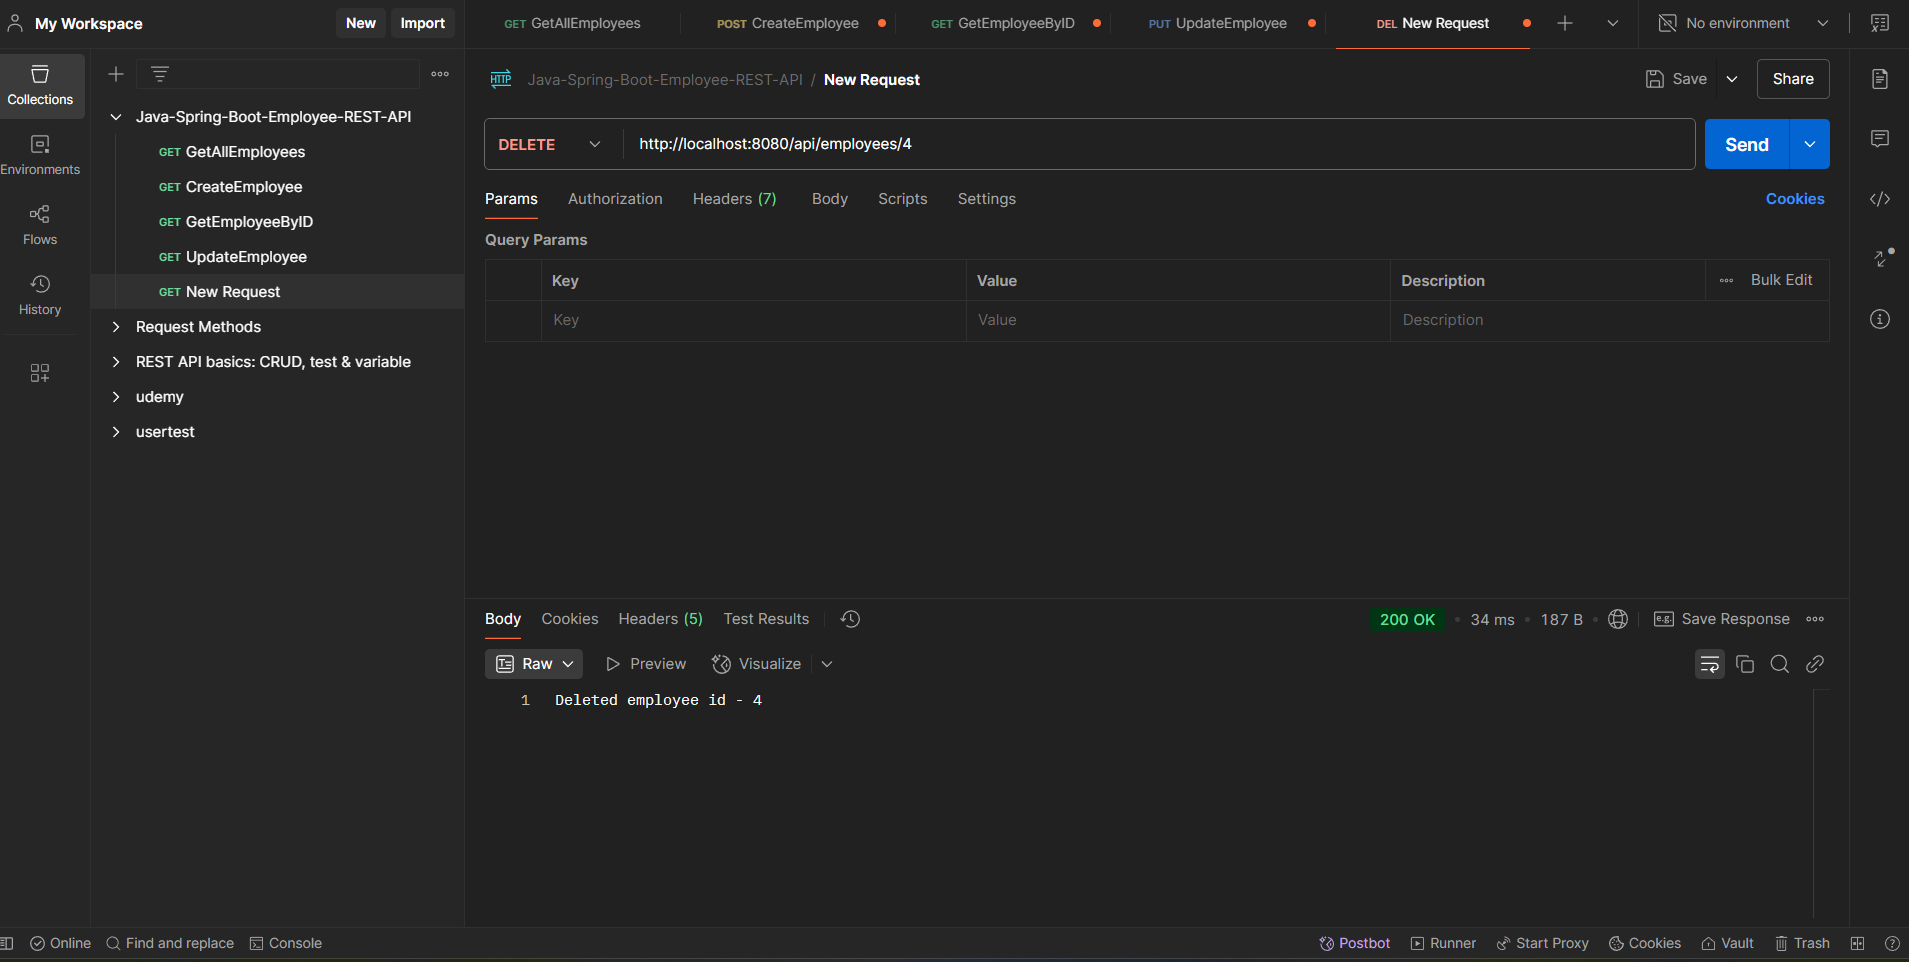 My Workspace
New
Import
GET GetAllEmployees
POST CreateEmployee
GET GetEmployeeByID
PUT UpdateEmployee
DEL New Request
No environment
Collections
Environments
Flows
History
Java-Spring-Boot-Employee-REST-API
GET GetAllEmployees
GET CreateEmployee
GET GetEmployeeByID
GET UpdateEmployee
GET New Request
Request Methods
REST API basics: CRUD, test & variable
udemy
usertest
HTTP Java-Spring-Boot-Employee-REST-API / New Request
Save
Share
DELETE
http://localhost:8080/api/employees/4
Send
Params Authorization Headers (7) Body Scripts Settings
Cookies
Query Params
Key Value Description Bulk Edit
Key Value Description
Body Cookies Headers (5) Test Results
200 OK • 34 ms • 187 B
e.g. Save Response
Raw Preview Visualize
1 Deleted employee id - 4
Online Find and replace Console
Postbot Runner Start Proxy Cookies Vault Trash